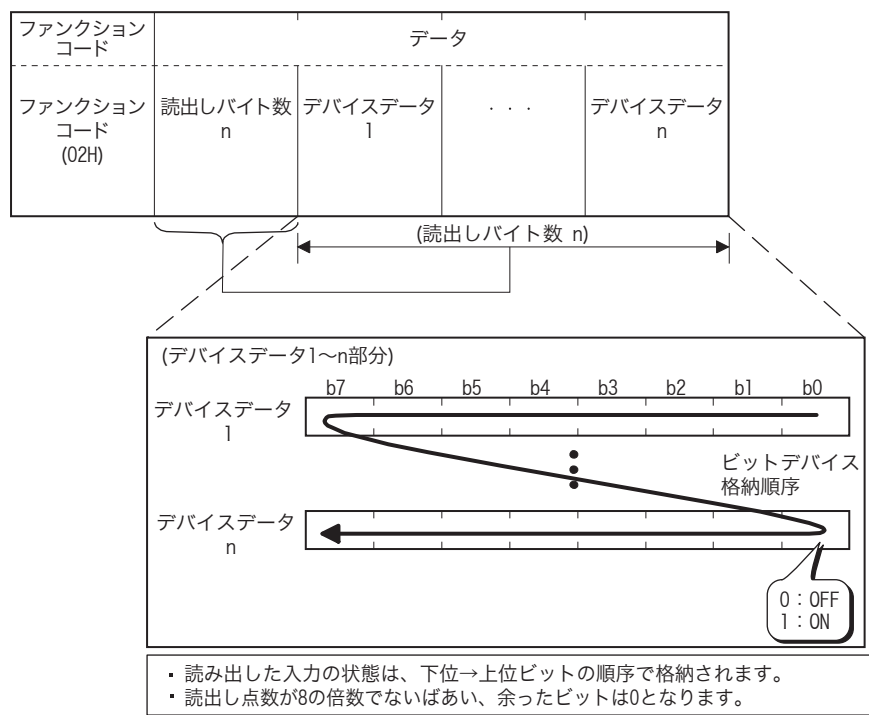 ファンクション
コード
データ
ファンクション
コード
(02H)
読出しバイト数
n
デバイスデータ
1
・・・
デバイスデータ
n
(読出しバイト数 n)
(デバイスデータ1～n部分)
b7 b6 b5 b4 b3 b2 b1 b0
デバイスデータ
1
ビットデバイス
格納順序
デバイスデータ
n
0：OFF
1：ON
▪ 読み出した入力の状態は、下位→上位ビットの順序で格納されます。
▪ 読出し点数が8の倍数でないばあい、余ったビットは0となります。